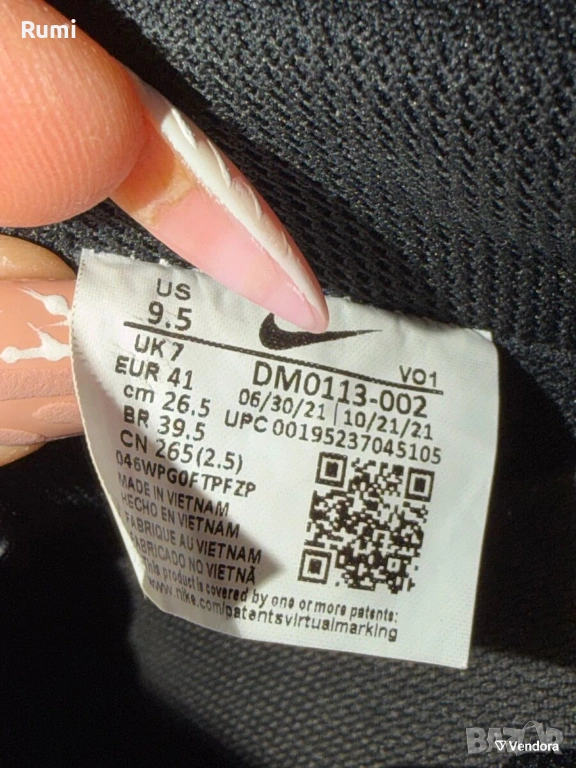 Rumi
US
9.5
UK 7
EUR 41
cm 26.5
BR 39.5
CN 265(2.5)
046WPG0FTPFZP
MADE IN VIETNAM
HECHO EN VIETNAM
FABRIQUE AU VIETNAM
FABRICADO NO VIETNÃ
This product is covered by one or more patents:
www.nike.com/patentsvirtualmarking
VO1
DM0113-002
06/30/21 | 10/21/21
UPC 00195237045105
BAZAR
Vendora